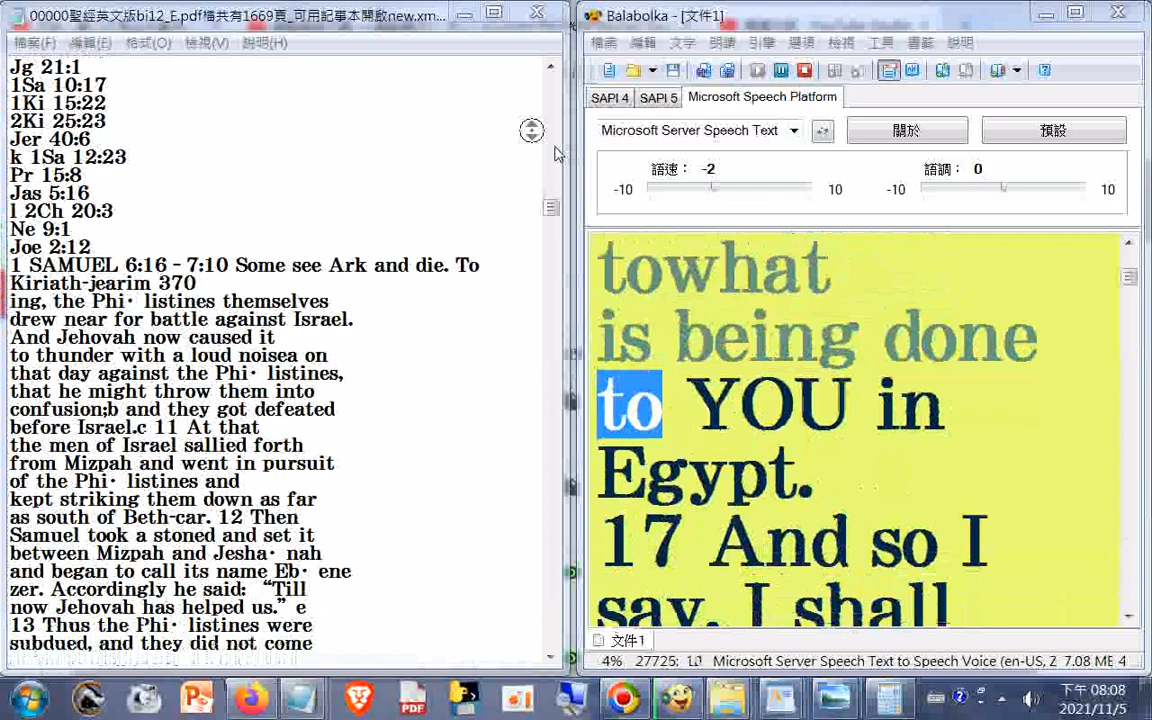 00000聖經英文版bi12_E.pdf檔共有1669頁_可用記事本開啟new.xm...
檔案(F) 編輯(E) 格式(O) 檢視(V) 說明(H)
Jg 21:1
1Sa 10:17
1Ki 15:22
2Ki 25:23
Jer 40:6
k 1Sa 12:23
Pr 15:8
Jas 5:16
l 2Ch 20:3
Ne 9:1
Joe 2:12
1 SAMUEL 6:16 – 7:10 Some see Ark and die. To
Kiriath-jearim 370
ing, the Phi· listines themselves
drew near for battle against Israel.
And Jehovah now caused it
to thunder with a loud noisea on
that day against the Phi· listines,
that he might throw them into
confusion;b and they got defeated
before Israel.c 11 At that
the men of Israel sallied forth
from Mizpah and went in pursuit
of the Phi· listines and
kept striking them down as far
as south of Beth-car. 12 Then
Samuel took a stoned and set it
between Mizpah and Jesha· nah
and began to call its name Eb· ene
zer. Accordingly he said: “Till
now Jehovah has helped us.” e
13 Thus the Phi· listines were
subdued, and they did not come
Balabolka - [文件1]
檔案 編輯 文字 朗讀 引擎 選項 檢視 工具 書籤 說明
SAPI 4 SAPI 5 Microsoft Speech Platform
Microsoft Server Speech Text 關於 預設
語速： -2 語調： 0
-10 10 -10 10
towhat
is being done
to YOU in
Egypt.
17 And so I
say, I shall
文件1
4% 27725: Microsoft Server Speech Text to Speech Voice (en-US, Z 7.08 ME 4
PDF
下午 08:08
2021/11/5